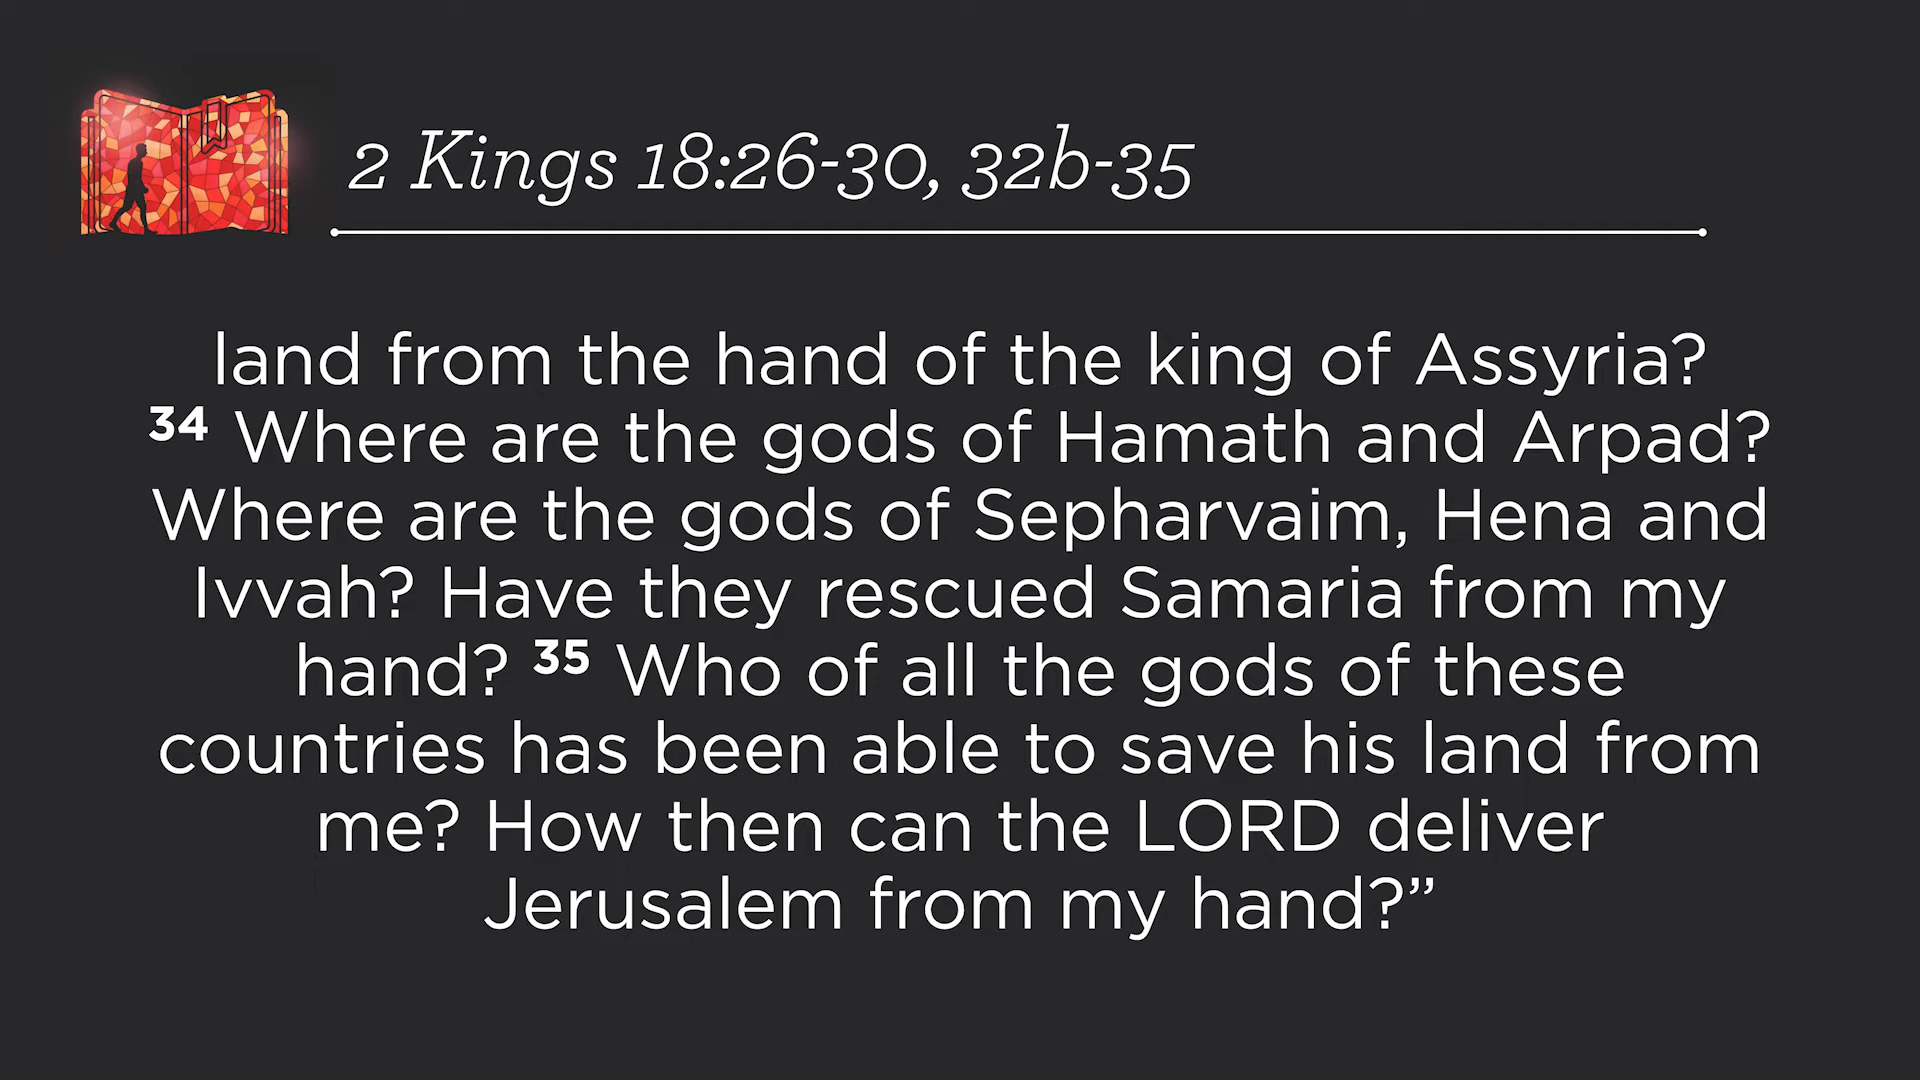 2 Kings 18:26-30, 32b-35
land from the hand of the king of Assyria?
34 Where are the gods of Hamath and Arpad?
Where are the gods of Sepharvaim, Hena and
Ivvah? Have they rescued Samaria from my
hand? 35 Who of all the gods of these
countries has been able to save his land from
me? How then can the LORD deliver
Jerusalem from my hand?”